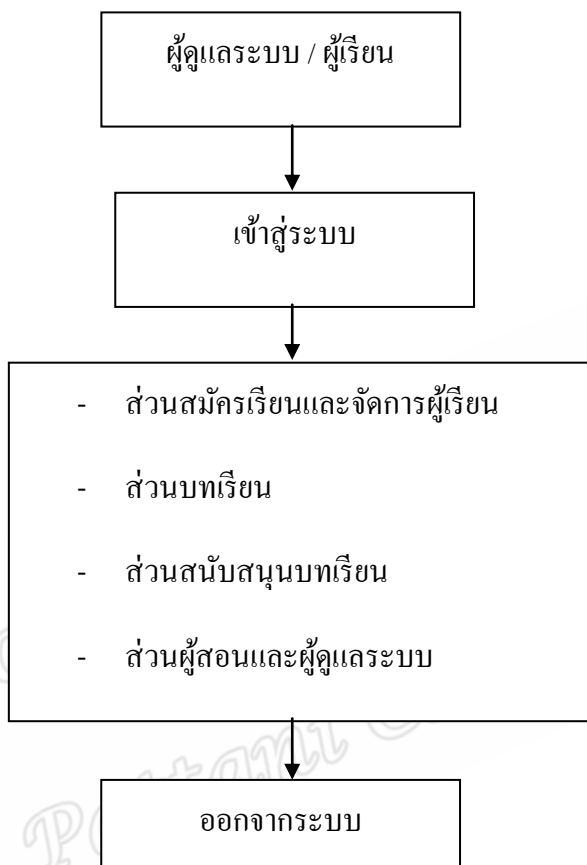 ผู้ดูแลระบบ / ผู้เรียน
เข้าสู่ระบบ
- ส่วนสมัครเรียนและจัดการผู้เรียน
- ส่วนบทเรียน
- ส่วนสนับสนุนบทเรียน
- ส่วนผู้สอนและผู้ดูแลระบบ
ออกจากระบบ